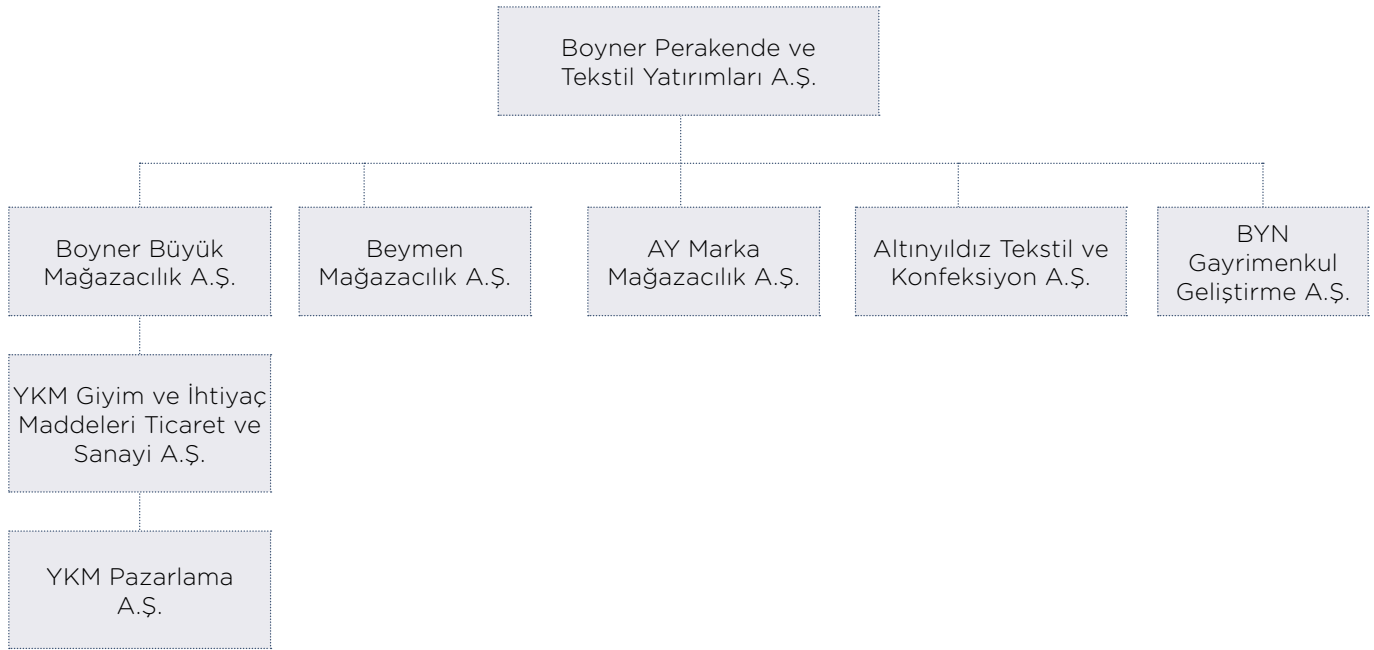 Boyner Perakende ve
Tekstil Yatırımları A.Ş.
Boyner Büyük
Mağazacılık A.Ş.
Beymen
Mağazacılık A.Ş.
AY Marka
Mağazacılık A.Ş.
Altınyıldız Tekstil ve
Konfeksiyon A.Ş.
BYN
Gayrimenkul
Geliştirme A.Ş.
YKM Giyim ve İhtiyaç
Maddeleri Ticaret ve
Sanayi A.Ş.
YKM Pazarlama
A.Ş.